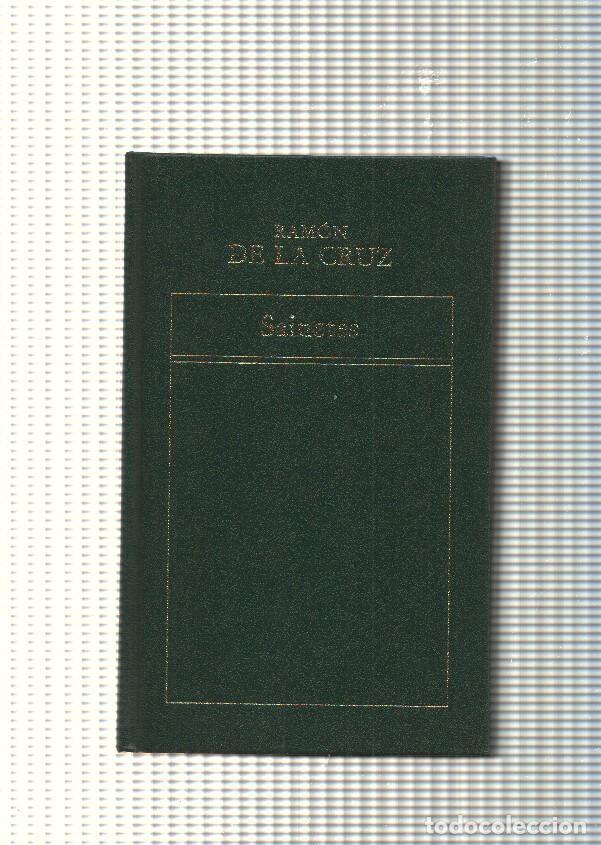 RAMÓN
DE LA CRUZ
Sainetes
todocoleccion